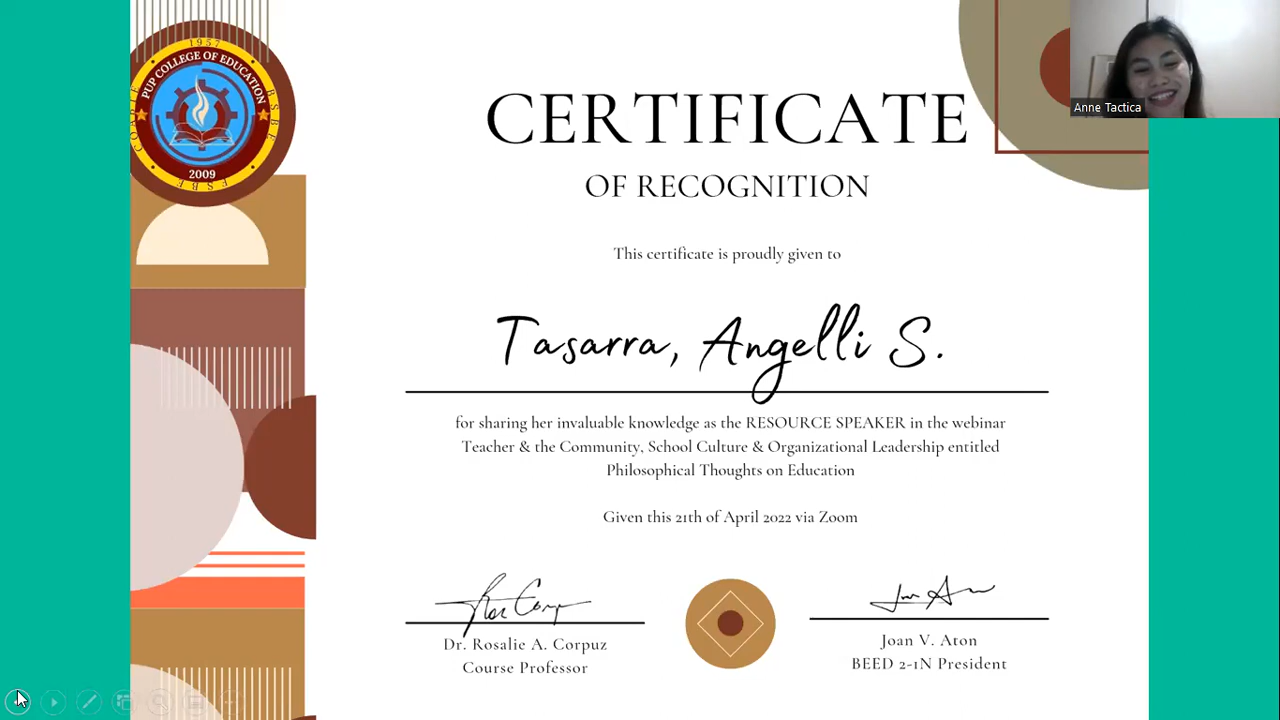 1957
PUP COLLEGE OF EDUCATION
COABTE
BSBE
2009
CERTIFICATE
Anne Tactica
OF RECOGNITION
This certificate is proudly given to
Tasarra, Angelli S.
for sharing her invaluable knowledge as the RESOURCE SPEAKER in the webinar
Teacher & the Community, School Culture & Organizational Leadership entitled
Philosophical Thoughts on Education
Given this 21th of April 2022 via Zoom
Dr. Rosalie A. Corpuz
Course Professor
Joan V. Aton
BEED 2-1N President